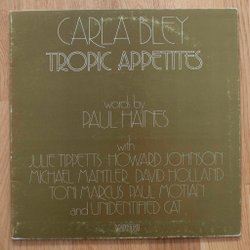 CARLA BLEY
TROPIC APPETITES
words by
PAUL HAINES
with
JULIE TIPPETTS HOWARD JOHNSON
MICHAEL MANTLER DAVID HOLLAND
TONI MARCUS PAUL MOTIAN
and UNIDENTIFIED CAT